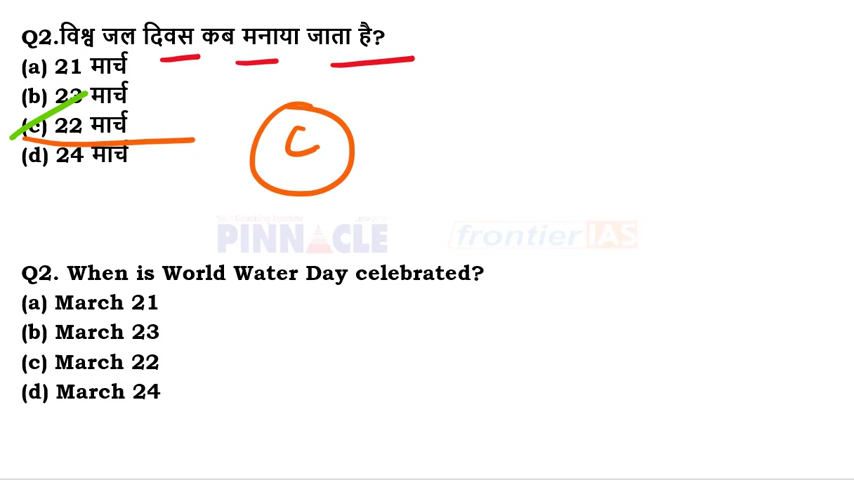 Q2.विश्व जल दिवस कब मनाया जाता है?
(a) 21 मार्च
(b) 23 मार्च
(c) 22 मार्च
(d) 24 मार्च
C
PINNACLE
frontier IAS
Q2. When is World Water Day celebrated?
(a) March 21
(b) March 23
(c) March 22
(d) March 24